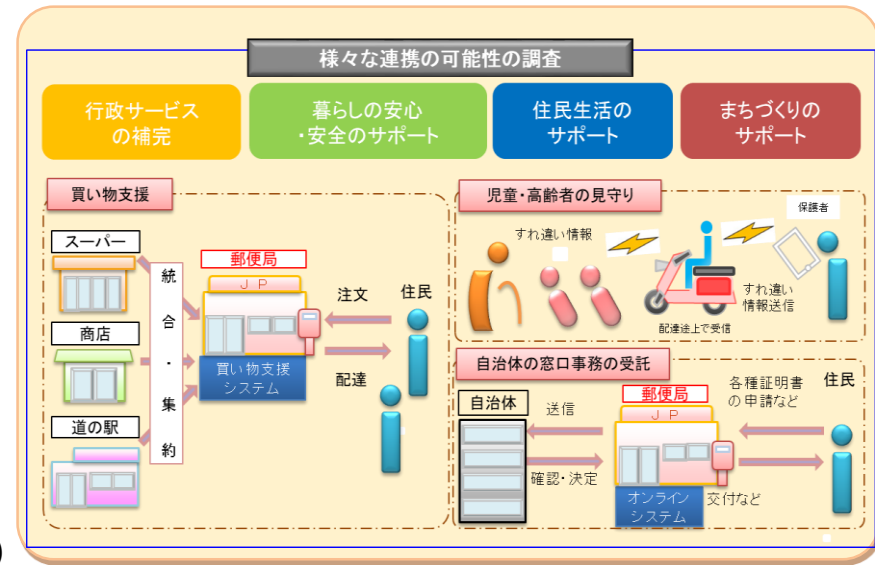 様々な連携の可能性の調査
行政サービス
の補完
暮らしの安心
・安全のサポート
住民生活の
サポート
まちづくりの
サポート
買い物支援
スーパー
商店
道の駅
統合・集約
郵便局
JP
買い物支援
システム
注文
配達
住民
児童・高齢者の見守り
すれ違い情報
配達途上で受信
すれ違い
情報送信
保護者
自治体の窓口事務の受託
自治体
送信
確認・決定
郵便局
JP
オンライン
システム
各種証明書
の申請など
交付など
住民
)